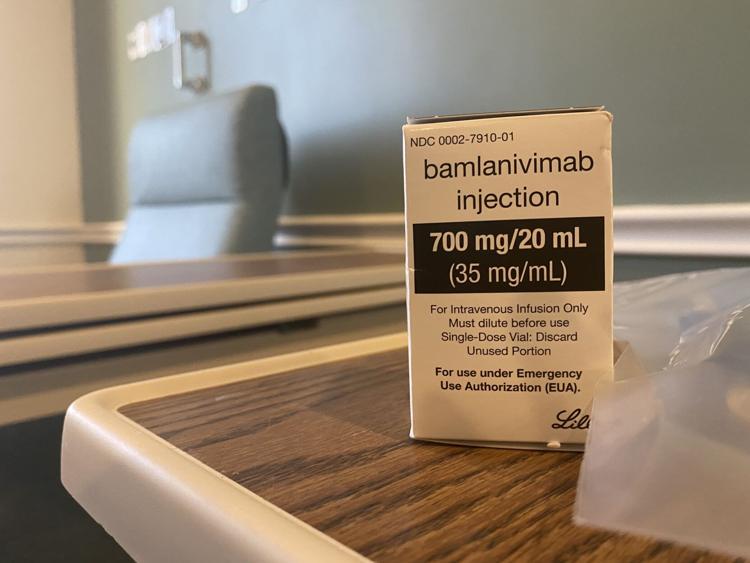 NDC 0002-7910-01
bamlanivimab
injection
700 mg/20 mL
(35 mg/mL)
For Intravenous Infusion Only
Must dilute before use
Single-Dose Vial: Discard
Unused Portion
For use under Emergency
Use Authorization (EUA).